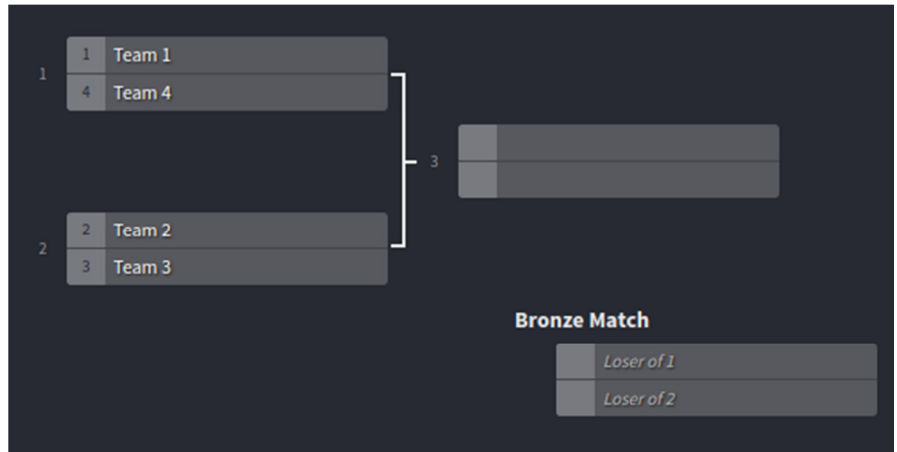 1 Team 1
1
4 Team 4
3
2 Team 2
2
3 Team 3
Bronze Match
Loser of 1
Loser of 2